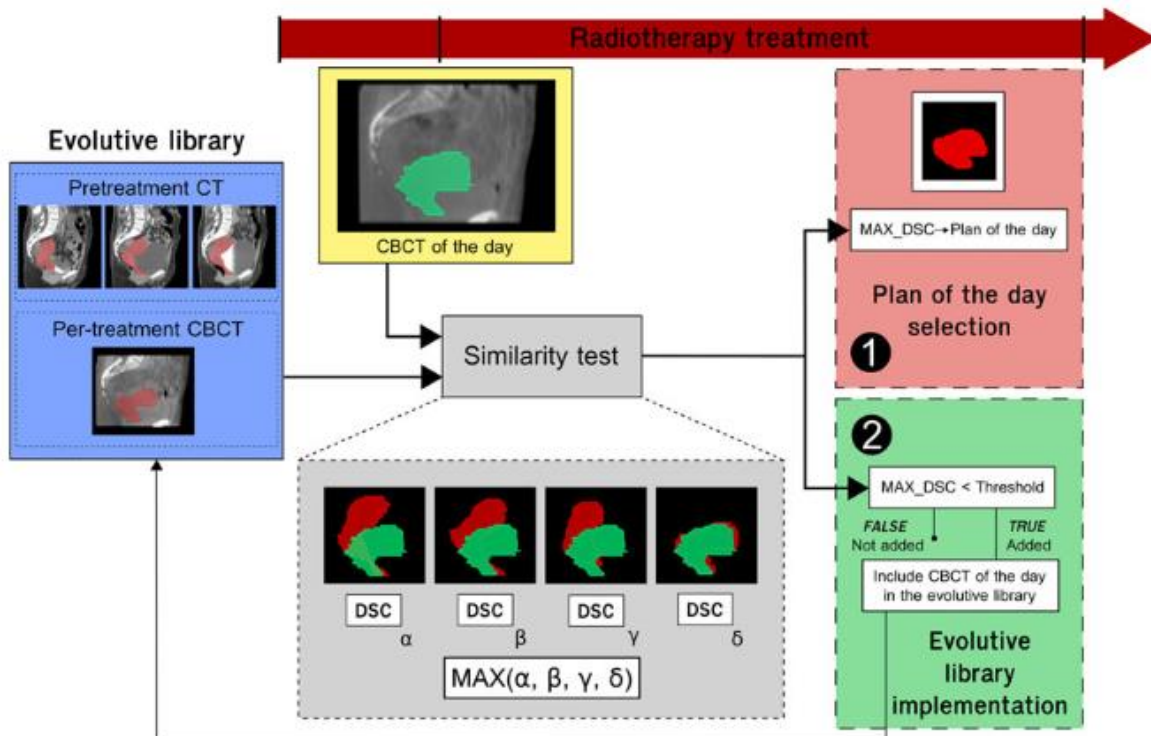 Radiotherapy treatment
Evolutive library
Pretreatment CT
Per-treatment CBCT
CBCT of the day
Similarity test
DSC
α
DSC
β
DSC
γ
DSC
δ
MAX(α, β, γ, δ)
MAX_DSC→Plan of the day
Plan of the day
selection
1
2
MAX_DSC < Threshold
FALSE
Not added
TRUE
Added
Include CBCT of the day
in the evolutive library
Evolutive
library
implementation